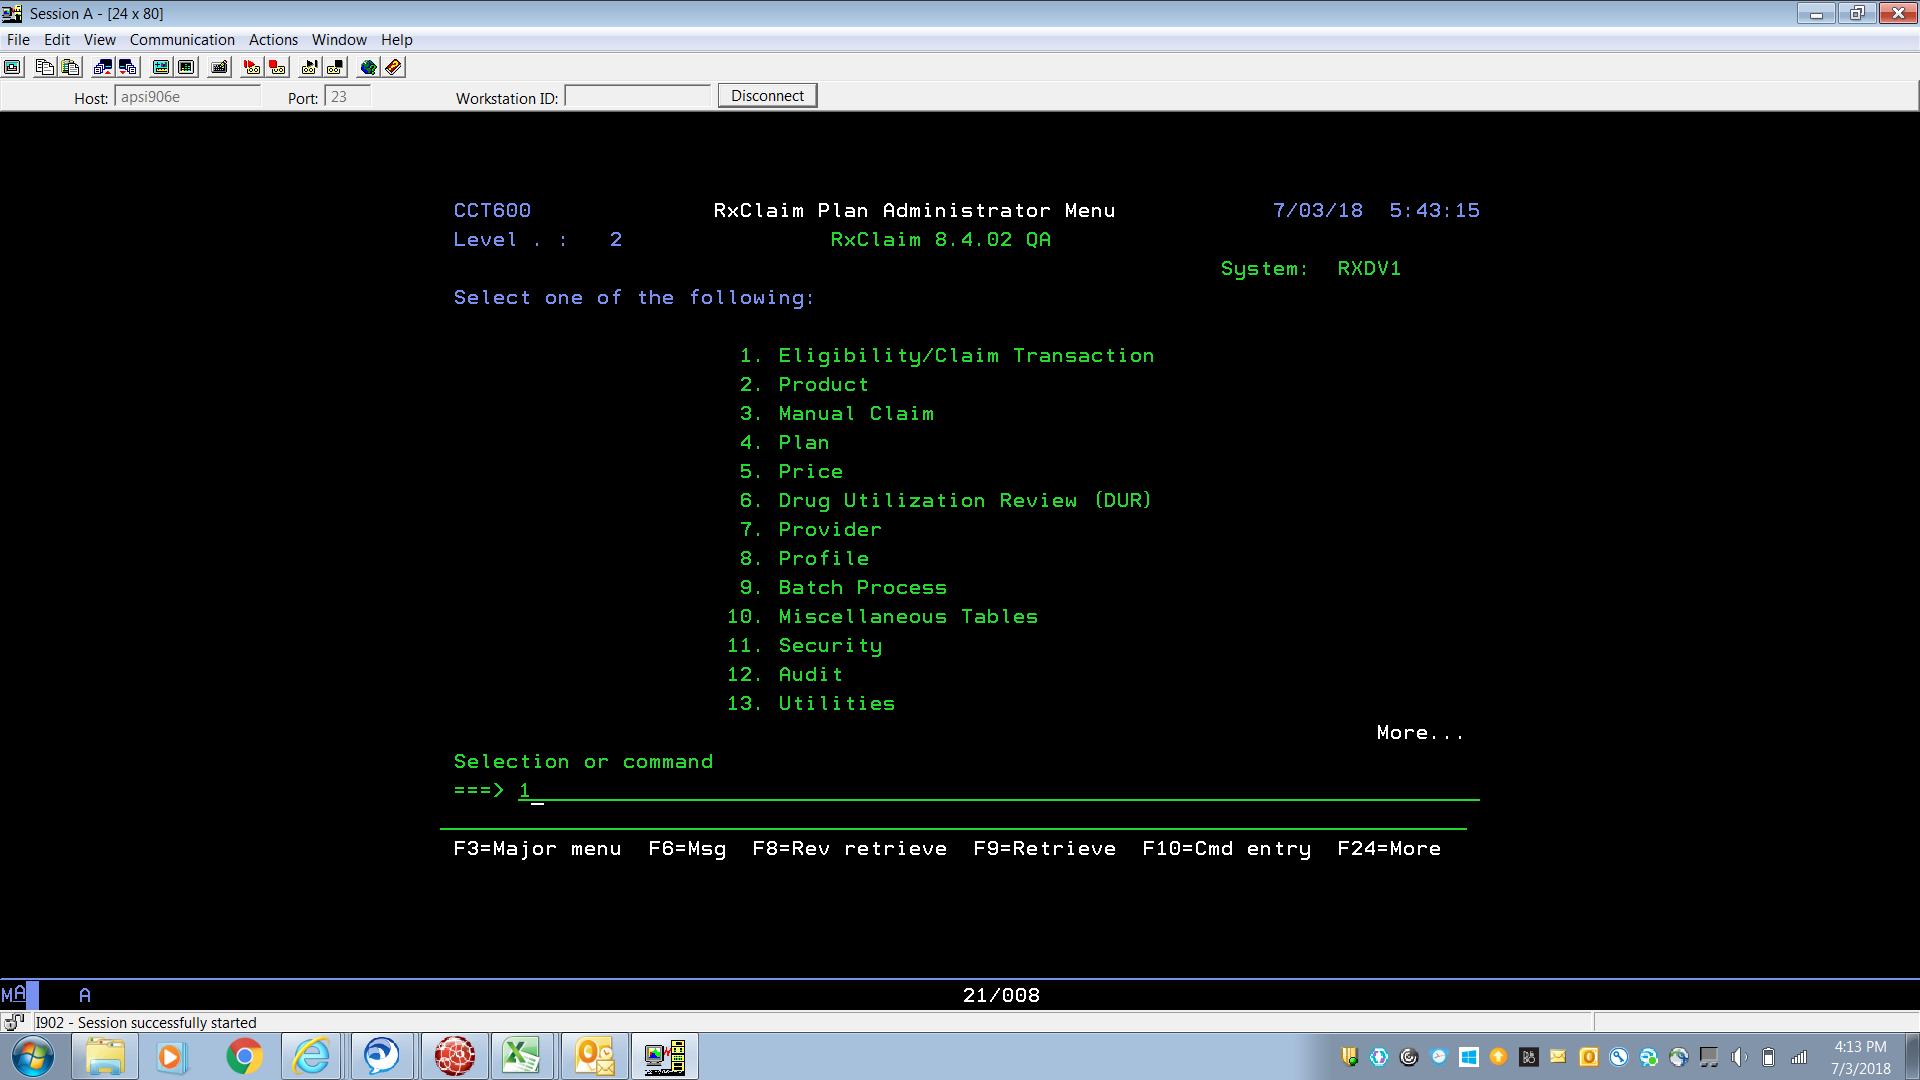 Session A - [24 x 80]
File Edit View Communication Actions Window Help
Host: apsi906e Port: 23 Workstation ID: Disconnect
CCT600 RxClaim Plan Administrator Menu 7/03/18 5:43:15
Level . : 2 RxClaim 8.4.02 QA
System: RXDV1
Select one of the following:
1. Eligibility/Claim Transaction
2. Product
3. Manual Claim
4. Plan
5. Price
6. Drug Utilization Review (DUR)
7. Provider
8. Profile
9. Batch Process
10. Miscellaneous Tables
11. Security
12. Audit
13. Utilities
More...
Selection or command
===> 1
F3=Major menu F6=Msg F8=Rev retrieve F9=Retrieve F10=Cmd entry F24=More
MA A 21/008
I902 - Session successfully started
4:13 PM
7/3/2018